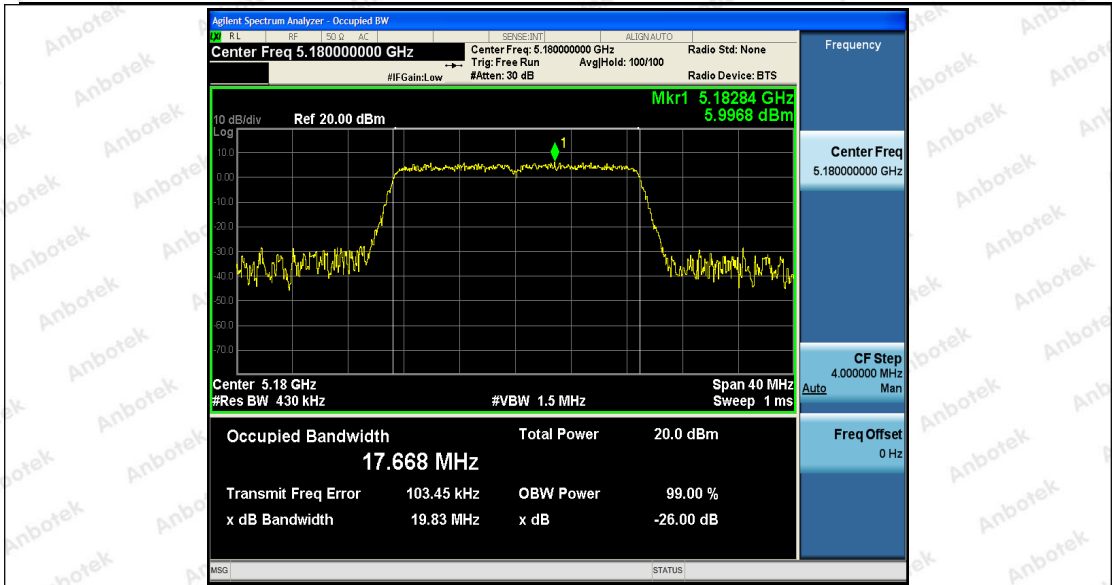 Agilent Spectrum Analyzer - Occupied BW
LXI RL RF 50 Ω AC SENSE:INT ALIGNAUTO
Center Freq 5.180000000 GHz
Center Freq: 5.180000000 GHz Radio Std: None
Trig: Free Run Avg|Hold: 100/100
#IFGain:Low #Atten: 30 dB Radio Device: BTS
Mkr1 5.18284 GHz
5.9968 dBm
10 dB/div Ref 20.00 dBm
Log
10.0
0.00
-10.0
-20.0
-30.0
-40.0
-50.0
-60.0
-70.0
1
Center 5.18 GHz Span 40 MHz
#Res BW 430 kHz #VBW 1.5 MHz Sweep 1 ms
Occupied Bandwidth Total Power 20.0 dBm
17.668 MHz
Transmit Freq Error 103.45 kHz OBW Power 99.00 %
x dB Bandwidth 19.83 MHz x dB -26.00 dB
MSG STATUS
Frequency
Center Freq
5.180000000 GHz
CF Step
4.000000 MHz
Auto Man
Freq Offset
0 Hz
Anbotek